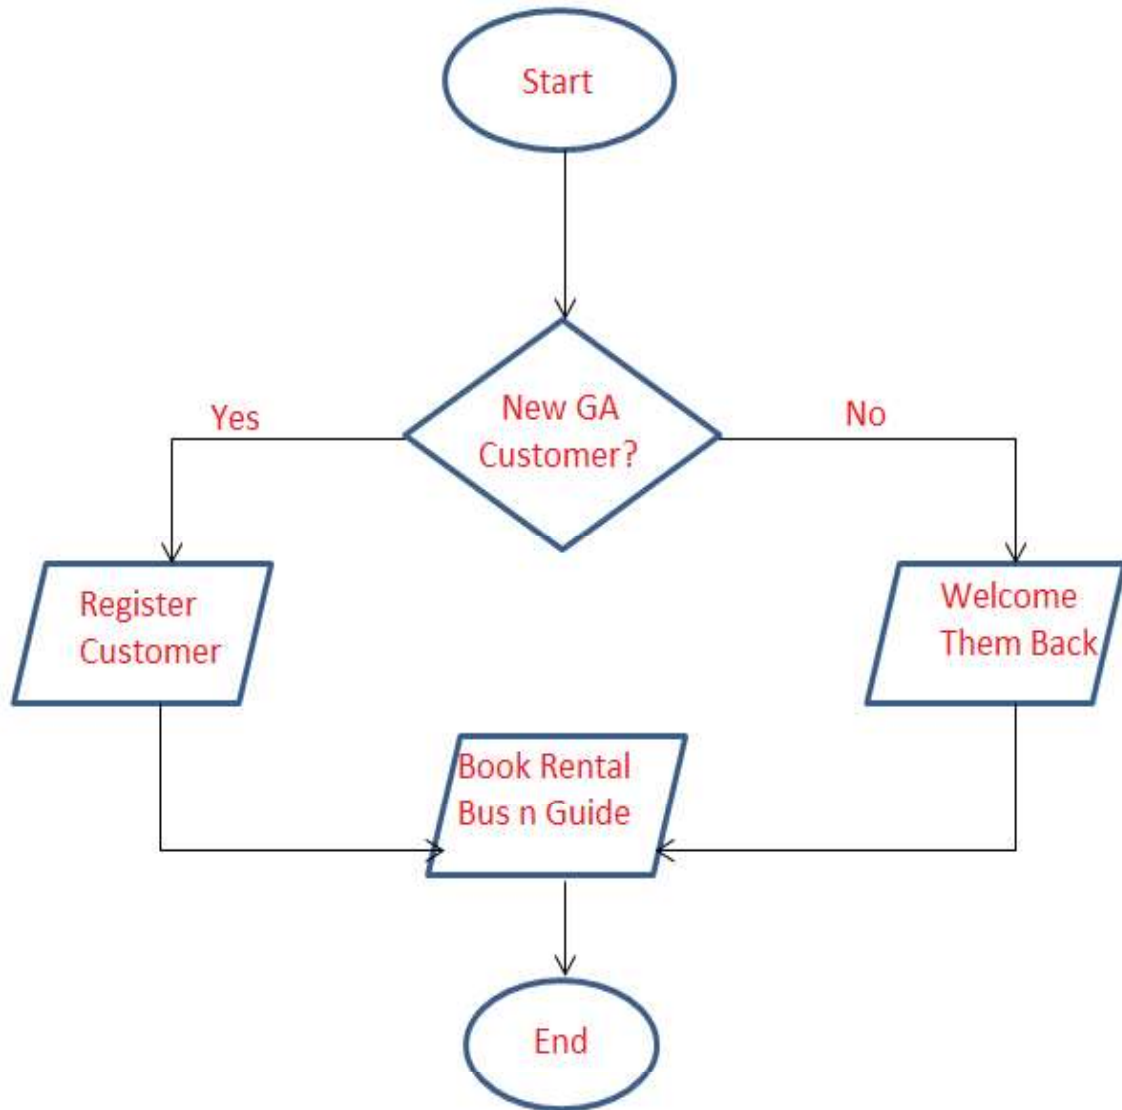 Start
New GA
Customer?
Yes
No
Register
Customer
Welcome
Them Back
Book Rental
Bus n Guide
End